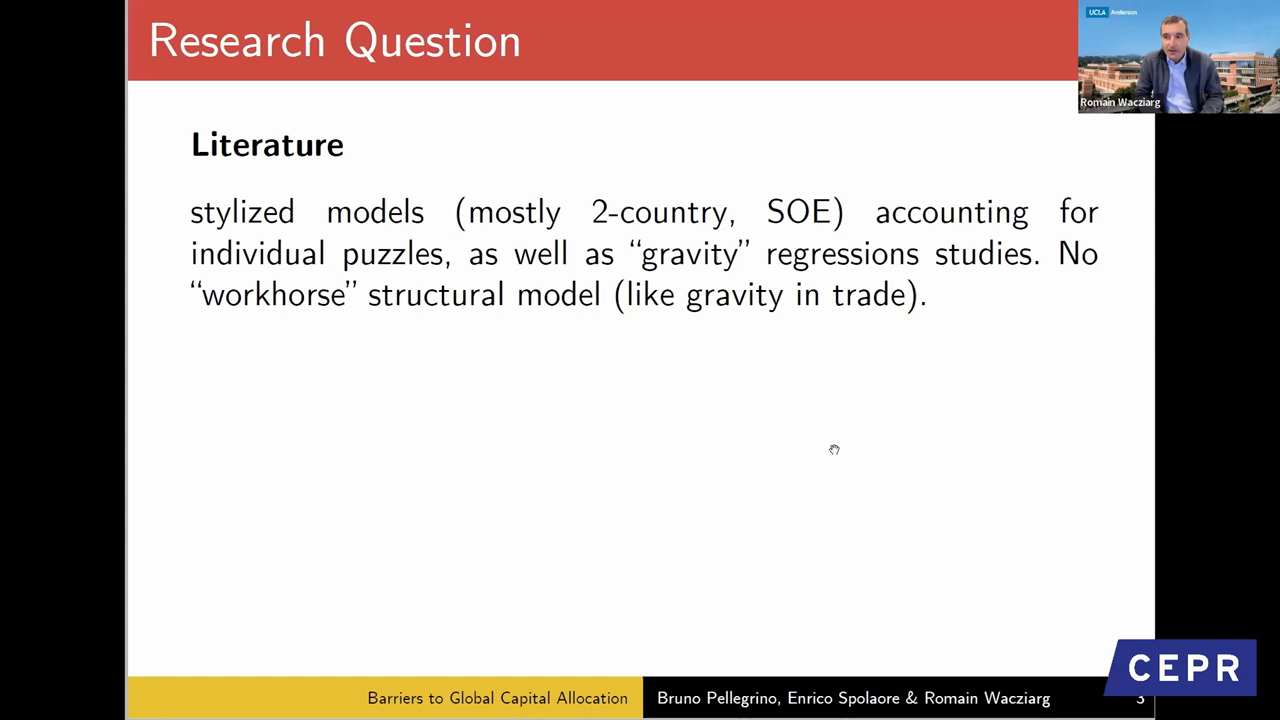 Research Question
UCLA Anderson
Romain Wacziarg
Literature
stylized models (mostly 2-country, SOE) accounting for
individual puzzles, as well as “gravity” regressions studies. No
“workhorse” structural model (like gravity in trade).
Barriers to Global Capital Allocation
Bruno Pellegrino, Enrico Spolaore & Romain Wacziarg
3
CEPR